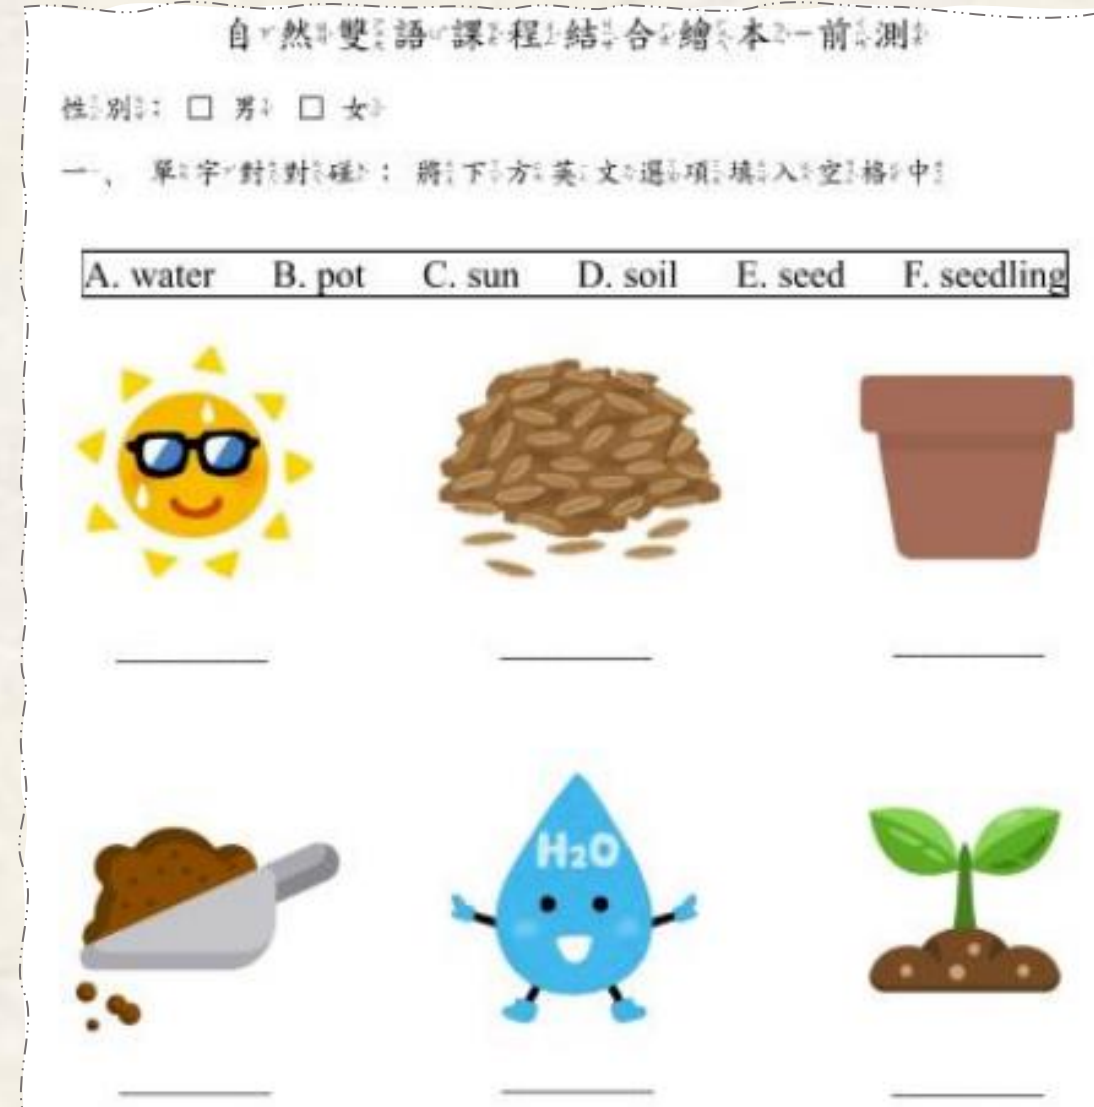 自然雙語課程結合繪本-前測
性別: □ 男 □ 女
一、 單字對對碰: 將下方英文選項填入空格中
A. water B. pot C. sun D. soil E. seed F. seedling
H₂O